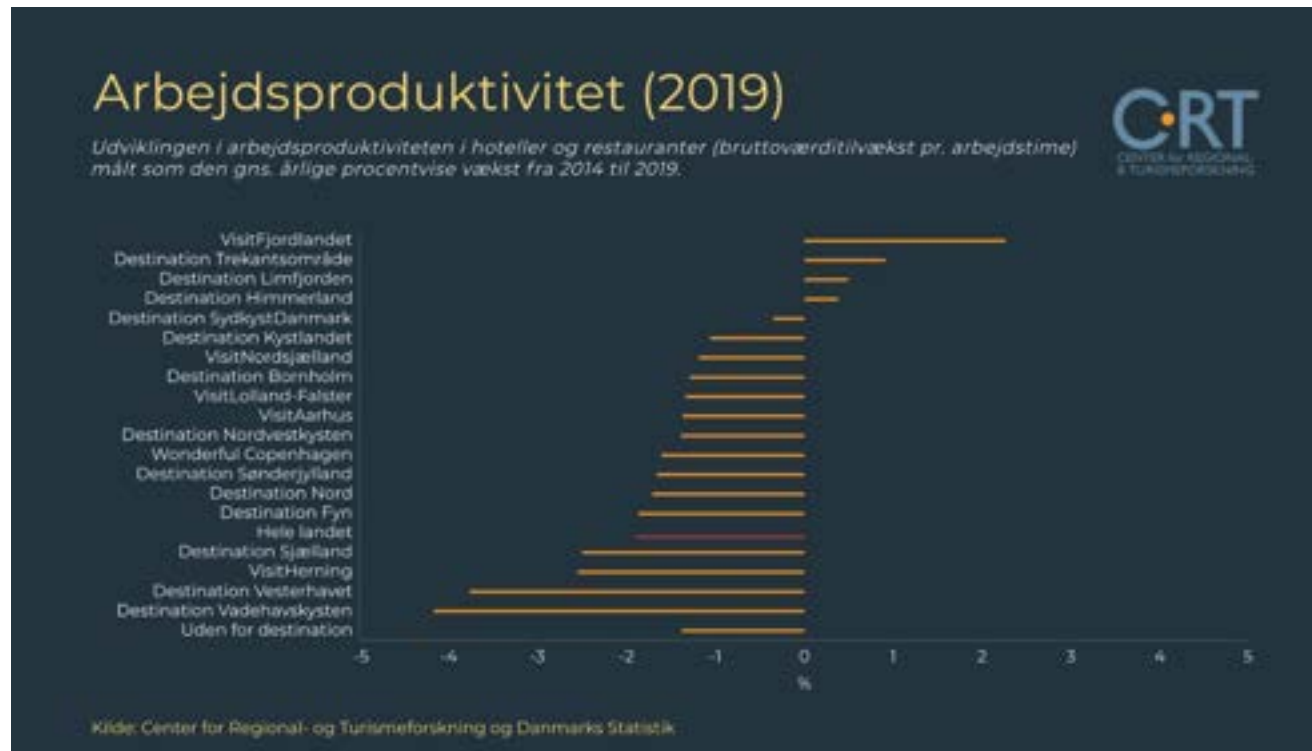 Arbejdsproduktivitet (2019)
Udviklingen i arbejdsproduktiviteten i hoteller og restauranter (bruttoværditilvækst pr. arbejdstime)
målt som den gns. årlige procentvise vækst fra 2014 til 2019.
CRT
CENTER for REGIONAL
& TURISMEFORSKNING
VisitFjordlandet
Destination Trekantsområde
Destination Limfjorden
Destination Himmerland
Destination SydkystDanmark
Destination Kystlandet
VisitNordsjælland
Destination Bornholm
VisitLolland-Falster
VisitAarhus
Destination Nordvestkysten
Wonderful Copenhagen
Destination Sønderjylland
Destination Nord
Destination Fyn
Hele landet
Destination Sjælland
VisitHerning
Destination Vesterhavet
Destination Vadehavskysten
Uden for destination
-5 -4 -3 -2 -1 0 1 2 3 4 5
%
Kilde: Center for Regional- og Turismeforskning og Danmarks Statistik